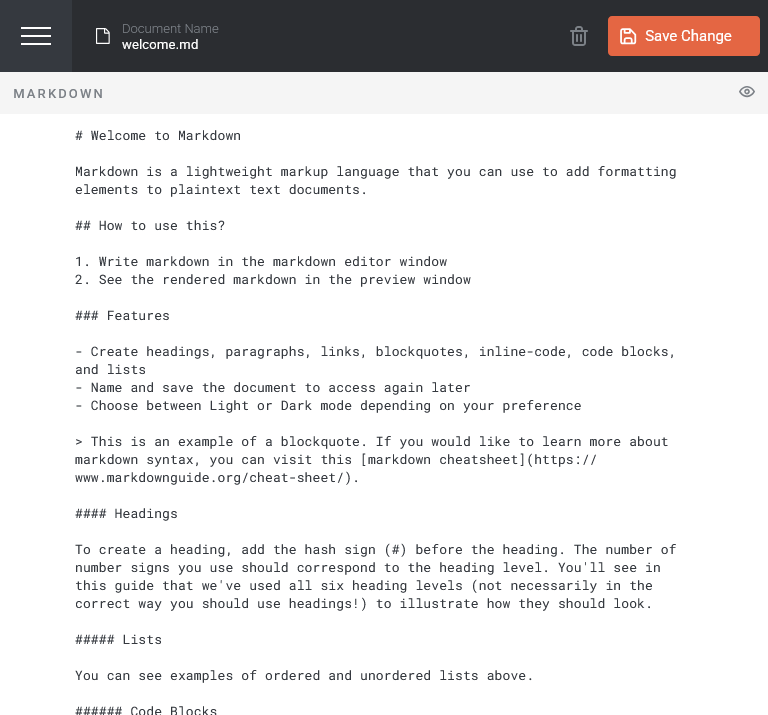 Document Name
welcome.md
Save Change
MARKDOWN
# Welcome to Markdown
Markdown is a lightweight markup language that you can use to add formatting
elements to plaintext text documents.
## How to use this?
1. Write markdown in the markdown editor window
2. See the rendered markdown in the preview window
### Features
- Create headings, paragraphs, links, blockquotes, inline-code, code blocks,
and lists
- Name and save the document to access again later
- Choose between Light or Dark mode depending on your preference
> This is an example of a blockquote. If you would like to learn more about
markdown syntax, you can visit this [markdown cheatsheet](https://
www.markdownguide.org/cheat-sheet/).
#### Headings
To create a heading, add the hash sign (#) before the heading. The number of
number signs you use should correspond to the heading level. You'll see in
this guide that we've used all six heading levels (not necessarily in the
correct way you should use headings!) to illustrate how they should look.
##### Lists
You can see examples of ordered and unordered lists above.
###### Code Blocks